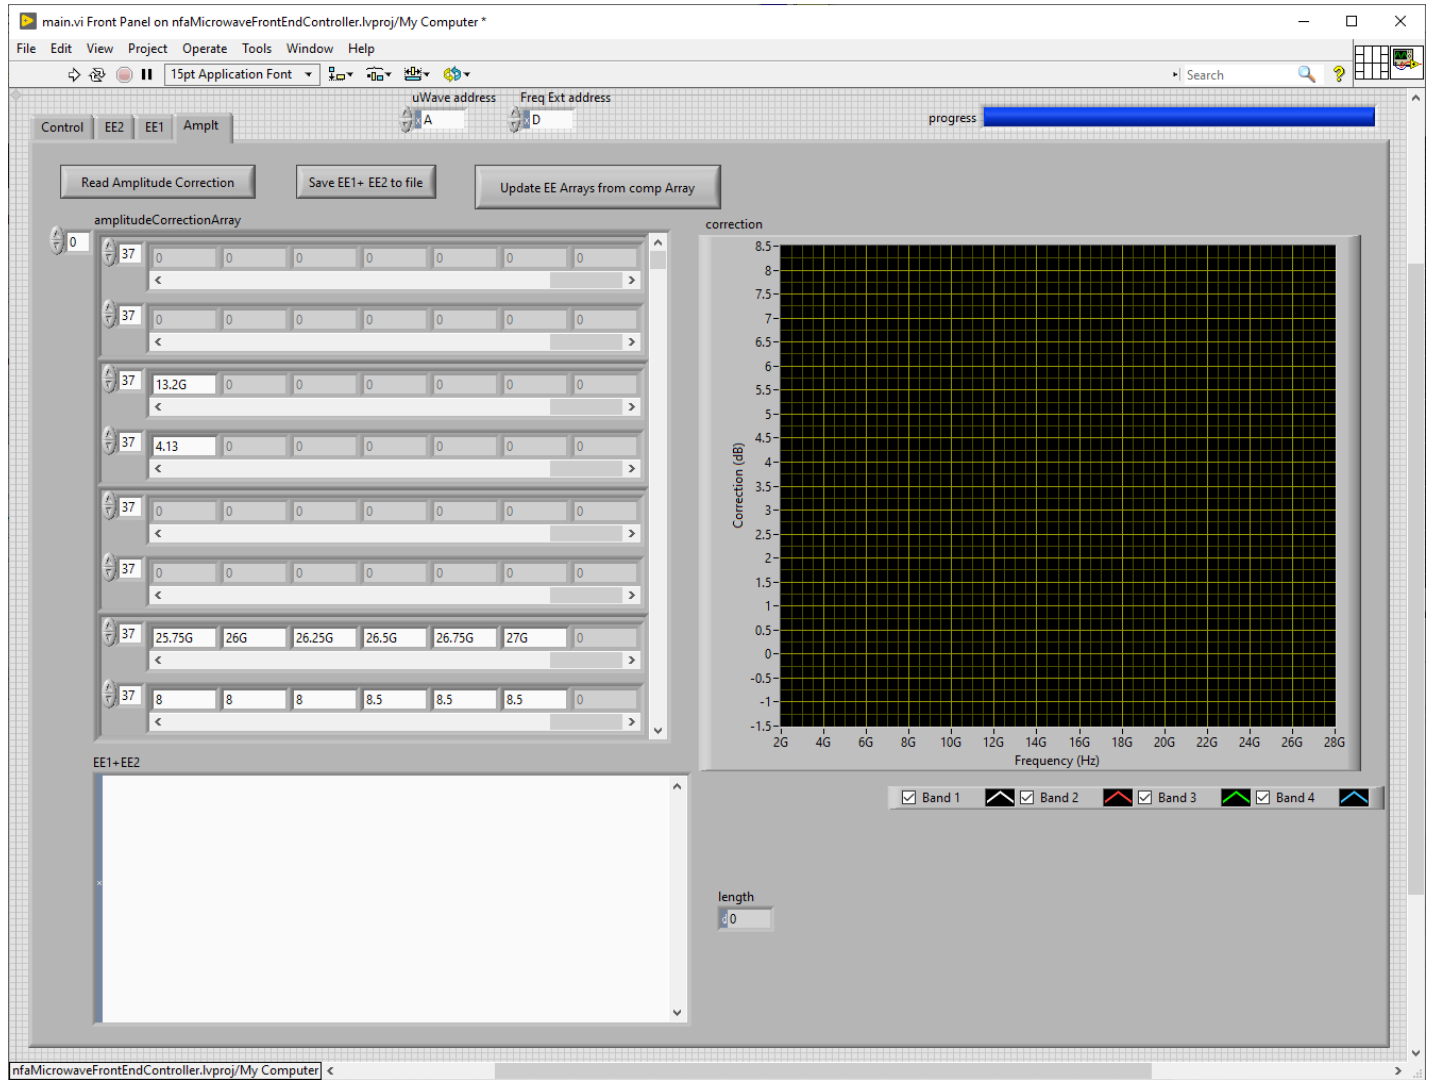 main.vi Front Panel on nfaMicrowaveFrontEndController.lvproj/My Computer *
File Edit View Project Operate Tools Window Help
15pt Application Font
Search
uWave address Freq Ext address
A D
progress
Control EE2 EE1 Amplt
Read Amplitude Correction Save EE1+ EE2 to file Update EE Arrays from comp Array
amplitudeCorrectionArray
0
37 0 0 0 0 0 0 0
37 0 0 0 0 0 0 0
37 13.2G 0 0 0 0 0 0
37 4.13 0 0 0 0 0 0
37 0 0 0 0 0 0 0
37 0 0 0 0 0 0 0
37 25.75G 26G 26.25G 26.5G 26.75G 27G 0
37 8 8 8 8.5 8.5 8.5 0
correction
8.5
8
7.5
7
6.5
6
5.5
5
4.5
4
3.5
3
2.5
2
1.5
1
0.5
0
-0.5
-1
-1.5
Correction (dB)
2G 4G 6G 8G 10G 12G 14G 16G 18G 20G 22G 24G 26G 28G
Frequency (Hz)
Band 1 Band 2 Band 3 Band 4
EE1+EE2
length
d 0
nfaMicrowaveFrontEndController.lvproj/My Computer